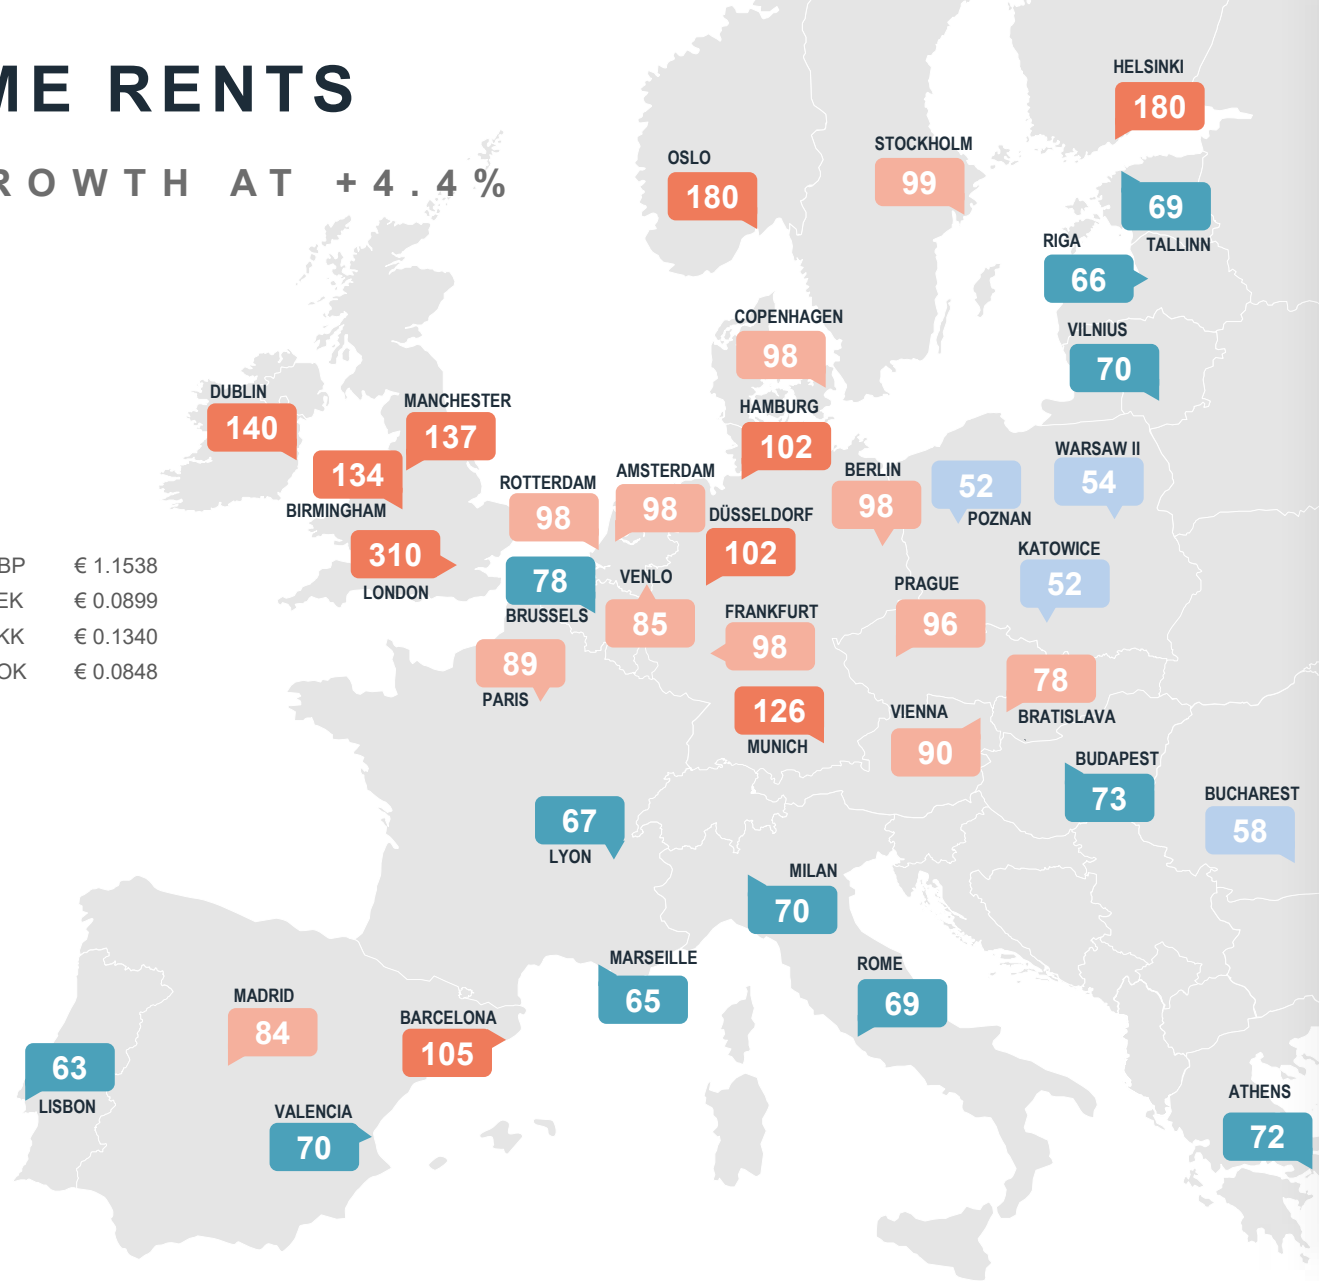 ME RENTS
ROWTH AT +4.4%
HELSINKI
180
STOCKHOLM
99
OSLO
180
69
TALLINN
RIGA
66
VILNIUS
70
COPENHAGEN
98
DUBLIN
140
MANCHESTER
137
HAMBURG
102
134
BIRMINGHAM
ROTTERDAM
98
AMSTERDAM
98
BERLIN
98
52
POZNAN
WARSAW II
54
DÜSSELDORF
102
310
LONDON
78
BRUSSELS
VENLO
85
KATOWICE
52
BP € 1.1538
EK € 0.0899
KK € 0.1340
OK € 0.0848
FRANKFURT
98
PRAGUE
96
89
PARIS
126
MUNICH
78
BRATISLAVA
VIENNA
90
BUDAPEST
73
BUCHAREST
58
67
LYON
MILAN
70
MARSEILLE
65
ROME
69
MADRID
84
BARCELONA
105
63
LISBON
VALENCIA
70
ATHENS
72